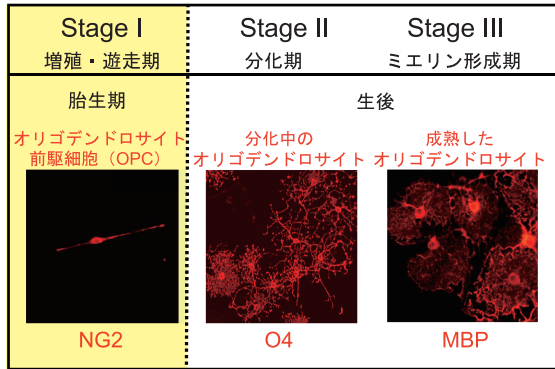 Stage I
Stage II
Stage III
増殖・遊走期
分化期
ミエリン形成期
胎生期
生後
オリゴデンドロサイト
前駆細胞（OPC）
分化中の
オリゴデンドロサイト
成熟した
オリゴデンドロサイト
NG2
O4
MBP